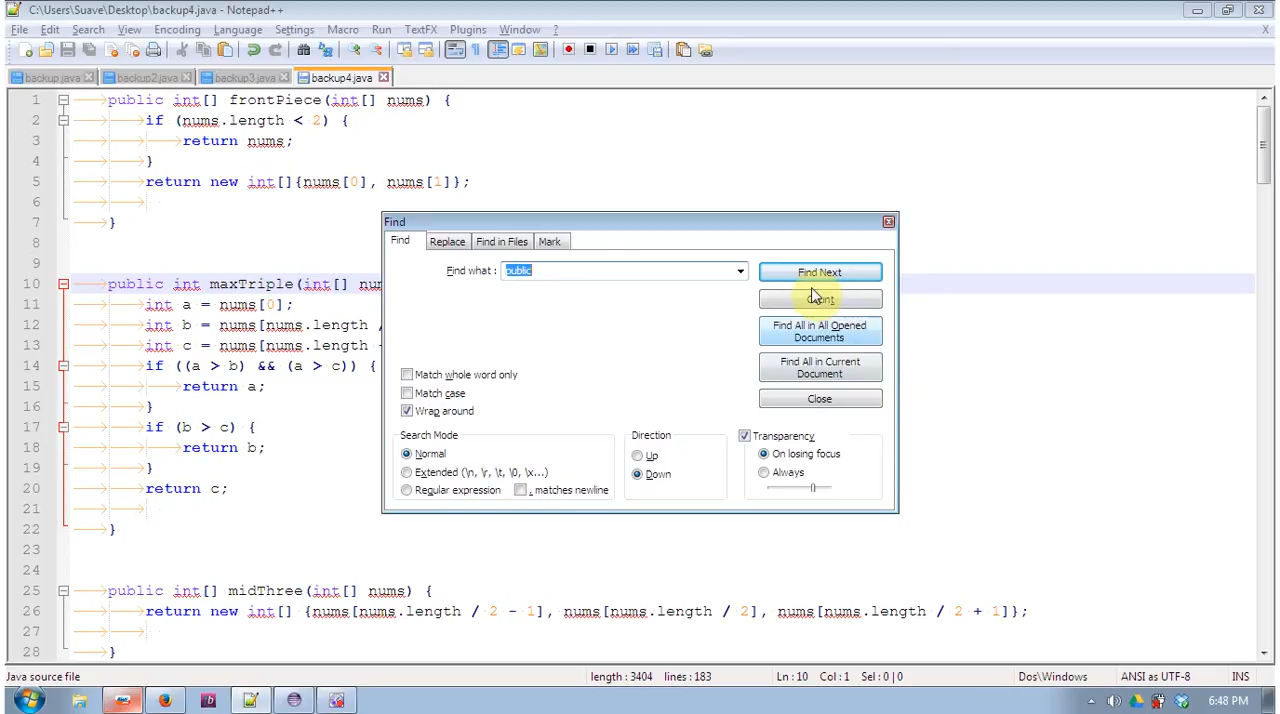 C:\Users\Suave\Desktop\backup4.java - Notepad++
File Edit Search View Encoding Language Settings Macro Run TextFX Plugins Window ? X
backup.java backup2.java backup3.java backup4.java
1 public int[] frontPiece(int[] nums) {
2 if (nums.length < 2) {
3 return nums;
4 }
5 return new int[]{nums[0], nums[1]};
6
7 }
8
9
10 public int maxTriple(int[]
11 int a = nums[0];
12 int b = nums[nums.length
13 int c = nums[nums.length
14 if ((a > b) && (a > c)) {
15 return a;
16 }
17 if (b > c) {
18 return b;
19 }
20 return c;
21
22 }
23
24
25 public int[] midThree(int[] nums) {
26 return new int[] {nums[nums.length / 2 - 1], nums[nums.length / 2], nums[nums.length / 2 + 1]};
27
28 }
Find
Find Replace Find in Files Mark
Find what : public
Find Next
Count
Find All in All Opened
Documents
Find All in Current
Document
Close
Match whole word only
Match case
Wrap around
Search Mode
Normal
Extended (\n, \r, \t, \0, \x...)
Regular expression . matches newline
Direction
Up
Down
Transparency
On losing focus
Always
Java source file length : 3404 lines : 183 Ln : 10 Col : 1 Sel : 0 | 0 Dos\Windows ANSI as UTF-8 INS
6:48 PM